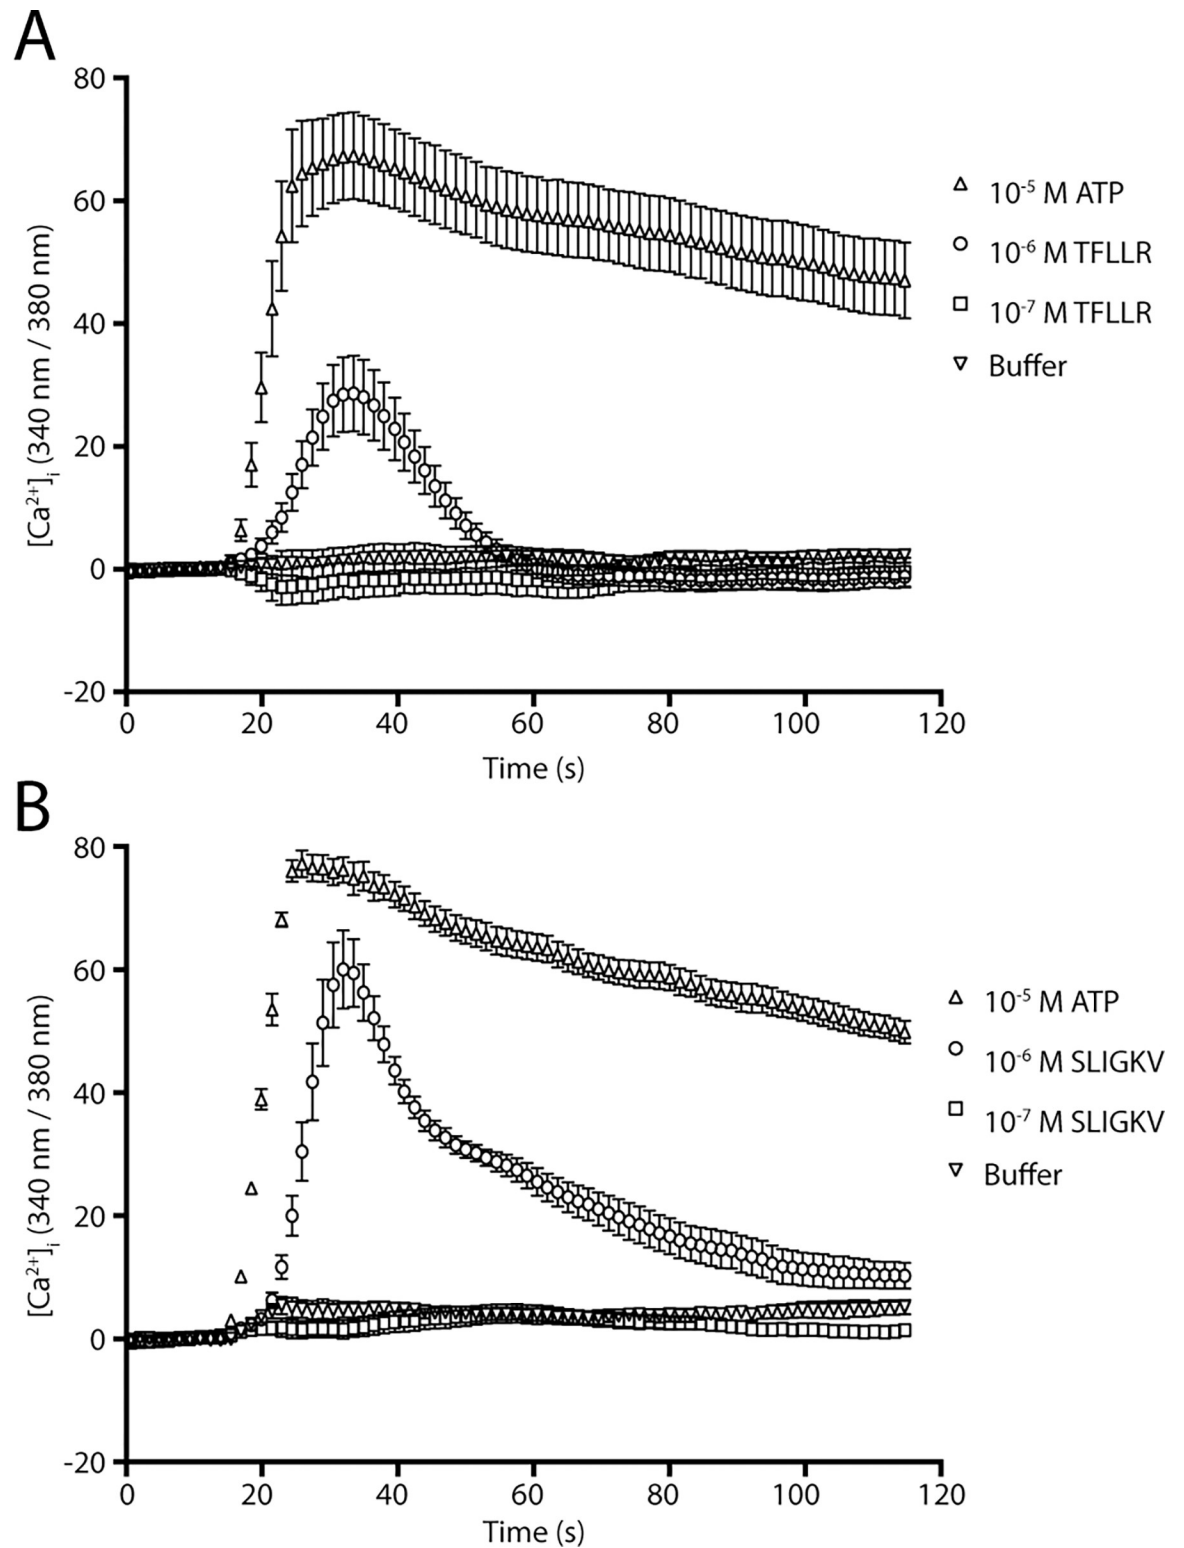 A
80
60
40
20
0
-20
[Ca²⁺]ᵢ (340 nm / 380 nm)
0 20 40 60 80 100 120
Time (s)
10⁻⁵ M ATP
10⁻⁶ M TFLLR
10⁻⁷ M TFLLR
Buffer
B
80
60
40
20
0
-20
[Ca²⁺]ᵢ (340 nm / 380 nm)
0 20 40 60 80 100 120
Time (s)
10⁻⁵ M ATP
10⁻⁶ M SLIGKV
10⁻⁷ M SLIGKV
Buffer